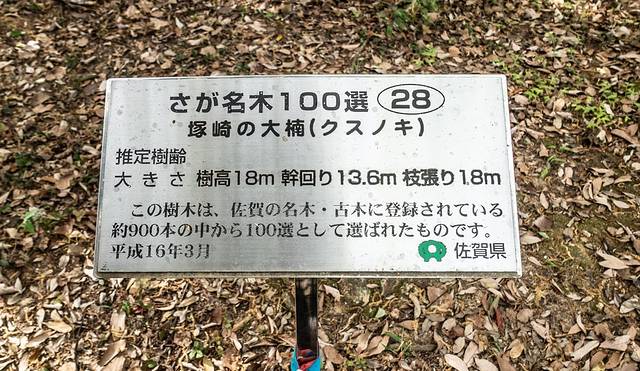 さが名木100選 28
塚崎の大楠(クスノキ)
推定樹齢
大きさ 樹高18m 幹回り13.6m 枝張り18m
この樹木は、佐賀の名木・古木に登録されている
約900本の中から100選として選ばれたものです。
平成16年3月 佐賀県